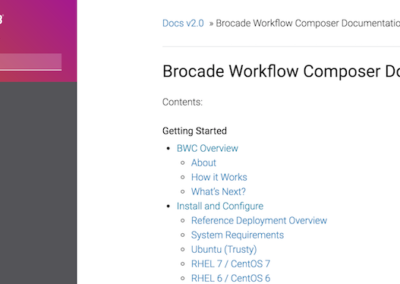 Docs v2.0 » Brocade Workflow Composer Documentatio
Brocade Workflow Composer Do
Contents:
Getting Started
BWC Overview
About
How it Works
What's Next?
Install and Configure
Reference Deployment Overview
System Requirements
Ubuntu (Trusty)
RHEL 7 / CentOS 7
RHEL 6 / CentOS 6